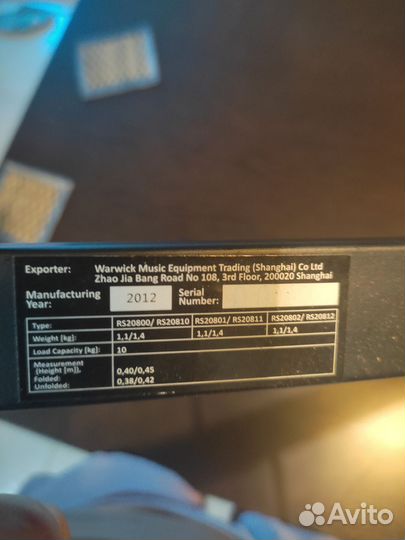 Exporter: Warwick Music Equipment Trading (Shanghai) Co Ltd
Zhao Jia Bang Road No 108, 3rd Floor, 200020 Shanghai
Manufacturing Year: 2012 Serial Number:
Type: RS20800/ RS20810 RS20801/ RS20811 RS20802/ RS20812
Weight [kg]: 1,1/1,4 1,1/1,4 1,1/1,4
Load Capacity [kg]: 10
Measurement
(Height [m]),
Folded: 0,40/0,45
Unfolded: 0,38/0,42
Avito